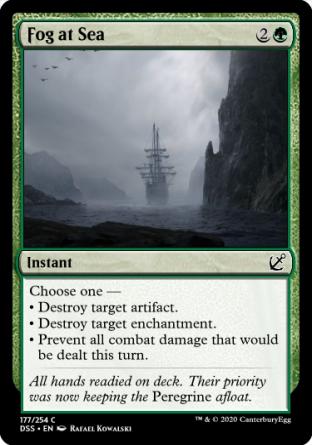 Fog at Sea 2
Instant
Choose one —
• Destroy target artifact.
• Destroy target enchantment.
• Prevent all combat damage that would
be dealt this turn.
All hands readied on deck. Their priority
was now keeping the Peregrine afloat.
177/254 C
DSS • EN Rafael Kowalski
™ & © 2020 CanterburyEgg